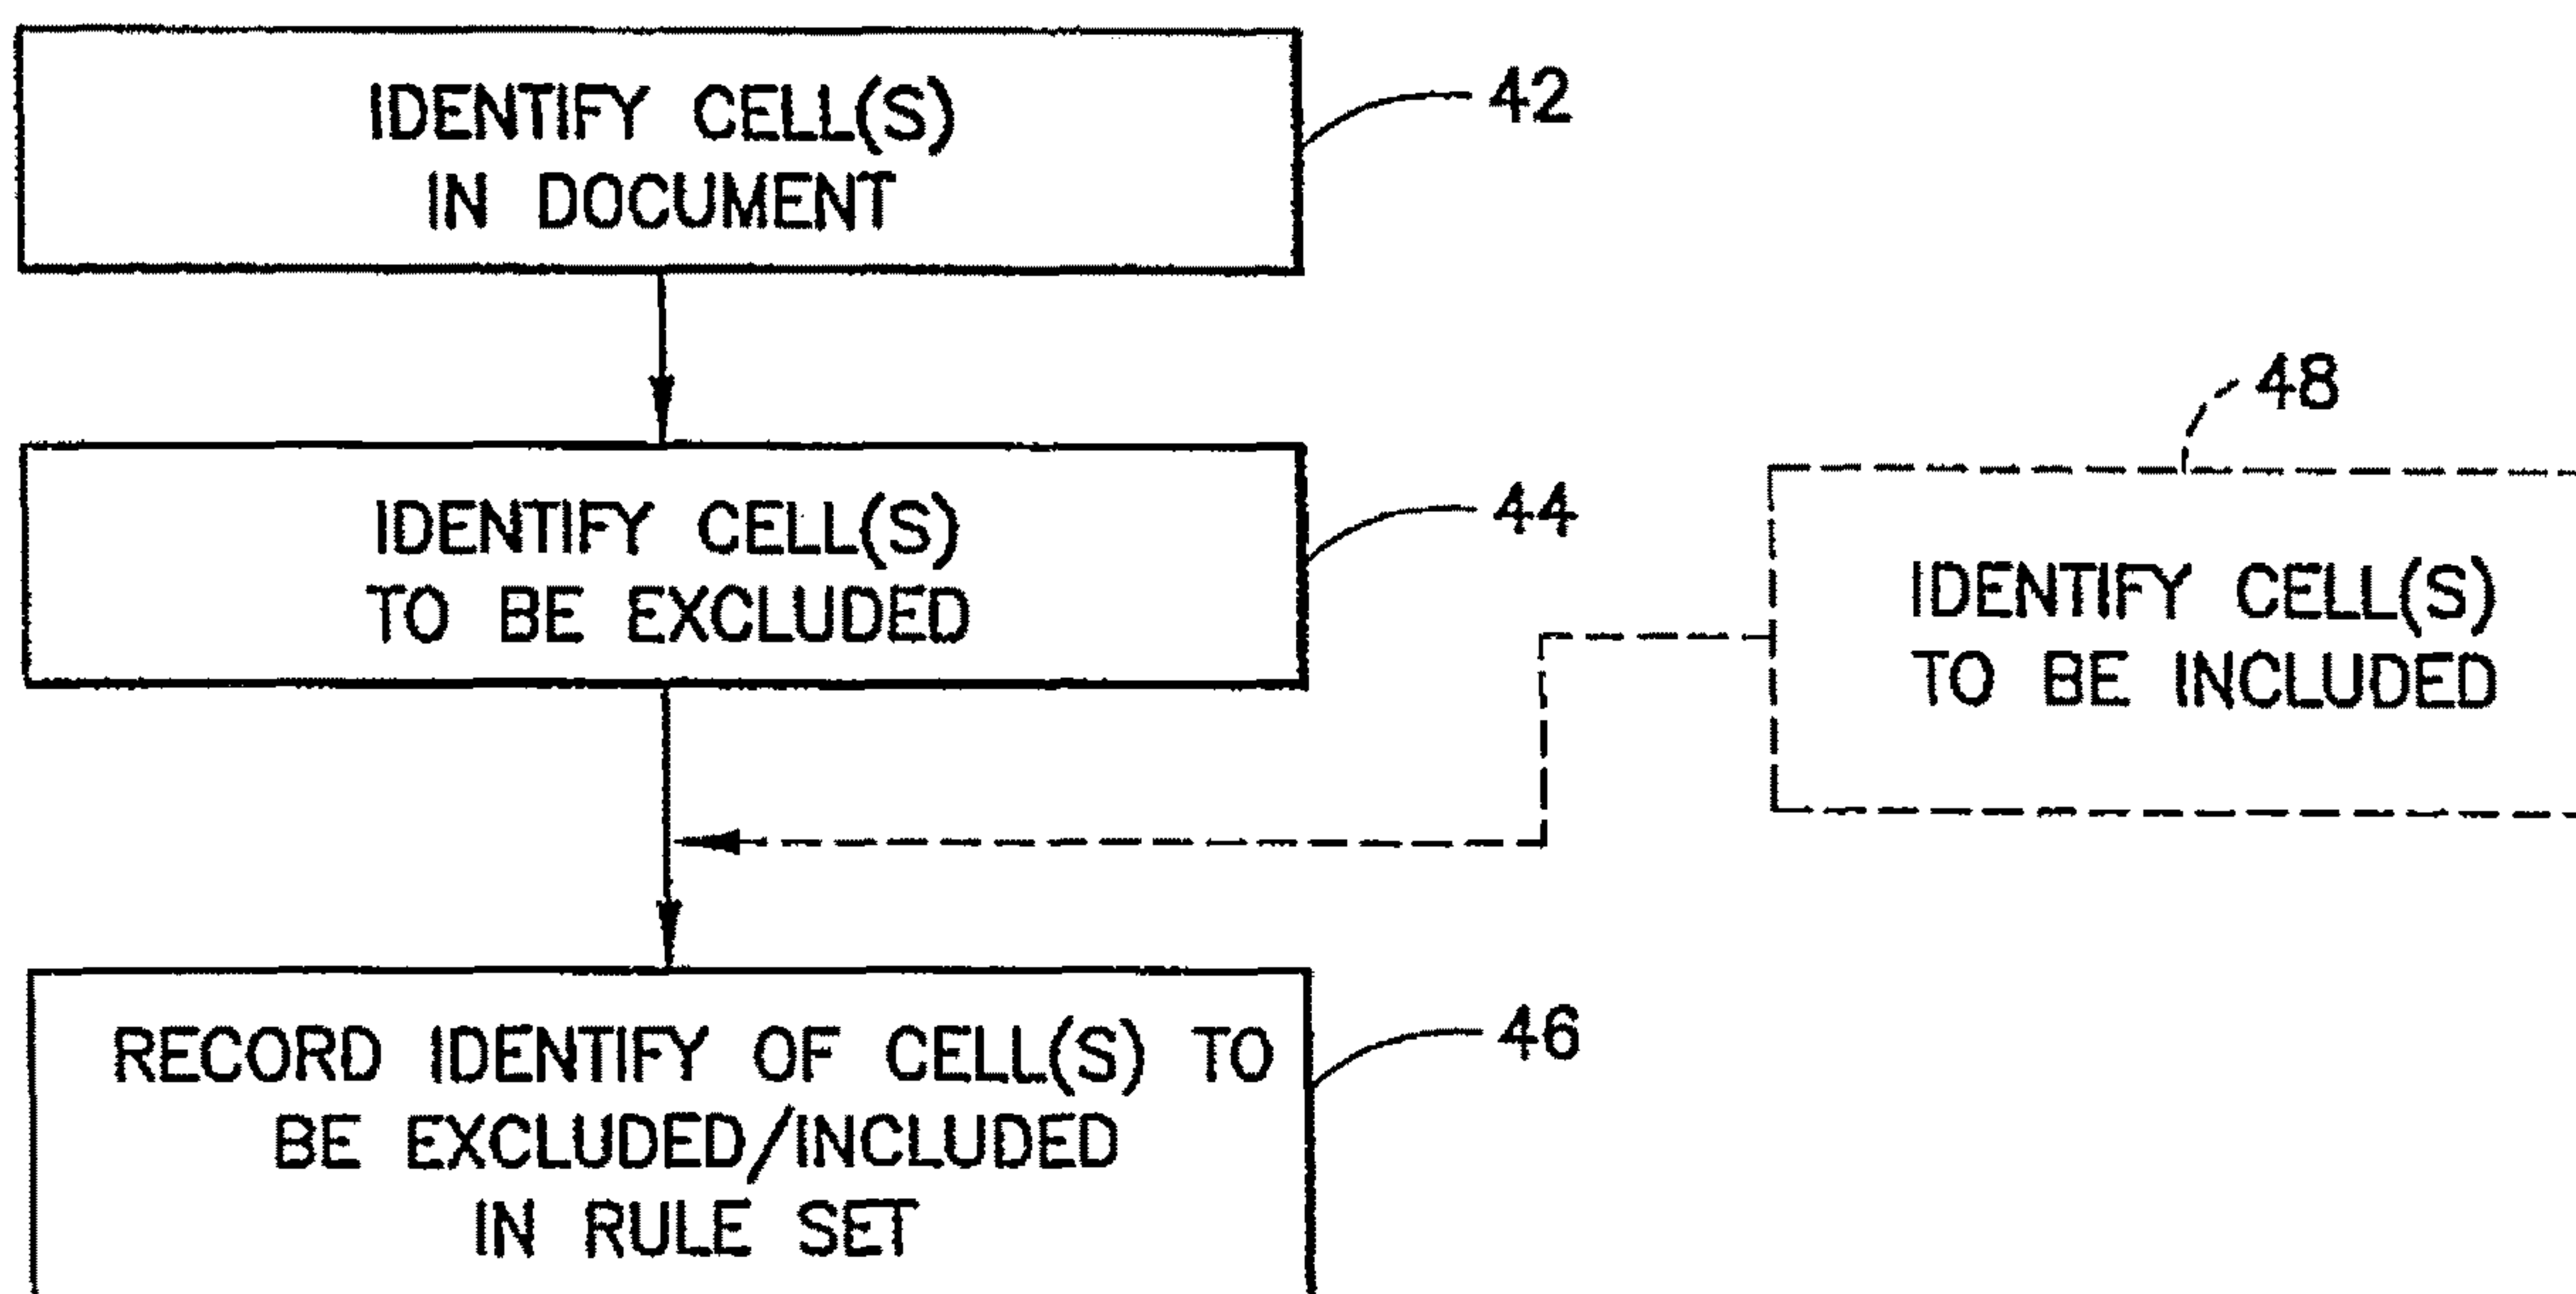 IDENTIFY CELL(S)
IN DOCUMENT
42
IDENTIFY CELL(S)
TO BE EXCLUDED
44
48
IDENTIFY CELL(S)
TO BE INCLUDED
RECORD IDENTIFY OF CELL(S) TO
BE EXCLUDED/INCLUDED
IN RULE SET
46